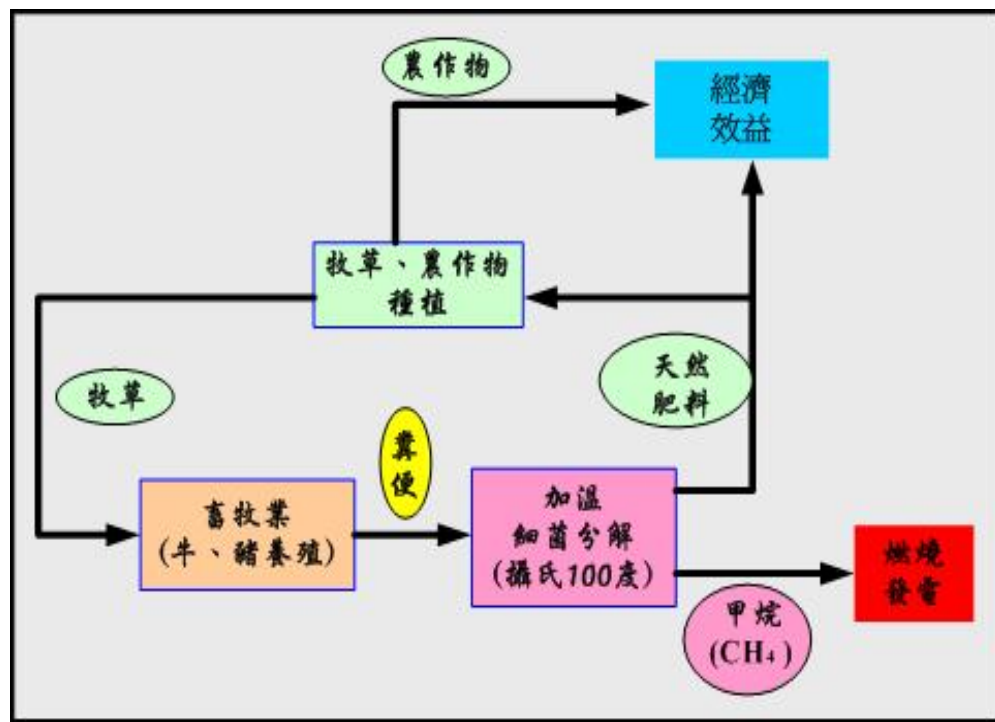 農作物
經濟
效益
牧草、農作物
種植
天然
肥料
牧草
糞
便
畜牧業
(牛、豬養殖)
加溫
細菌分解
(攝氏100度)
燃燒
發電
甲烷
(CH₄)